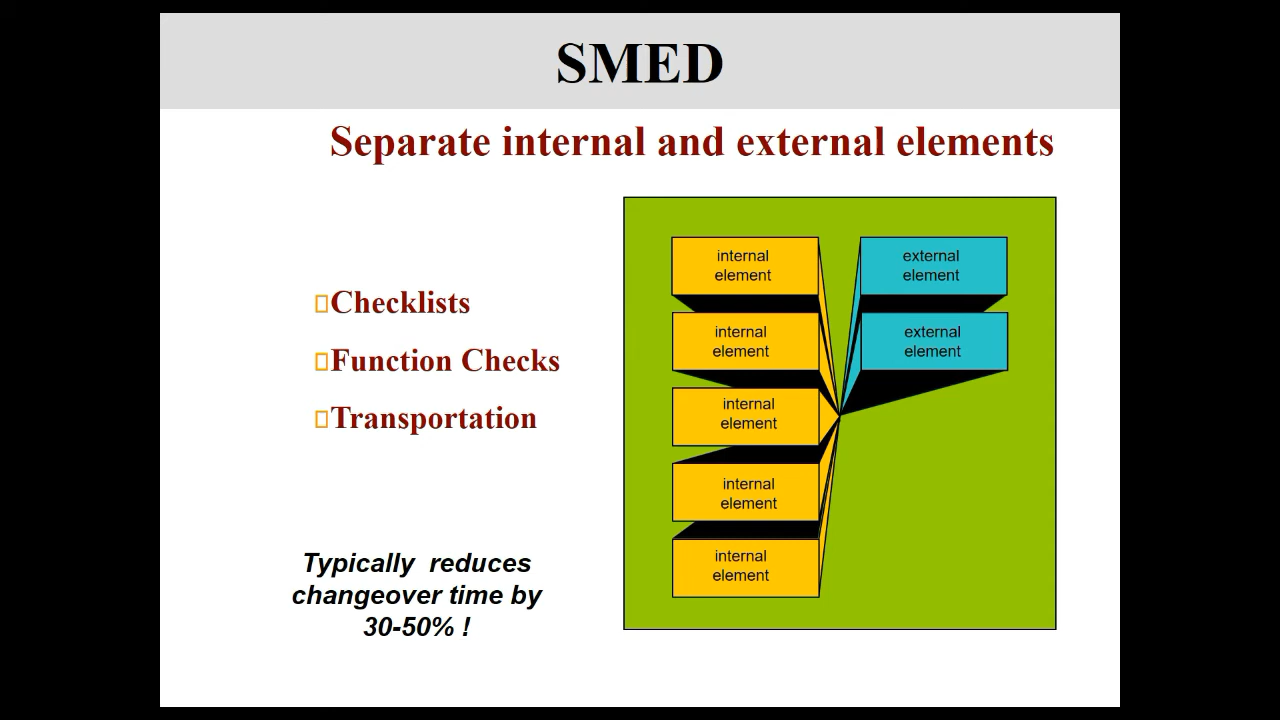 SMED
Separate internal and external elements
Checklists
Function Checks
Transportation
Typically reduces
changeover time by
30-50% !
internal
element
internal
element
internal
element
internal
element
internal
element
external
element
external
element